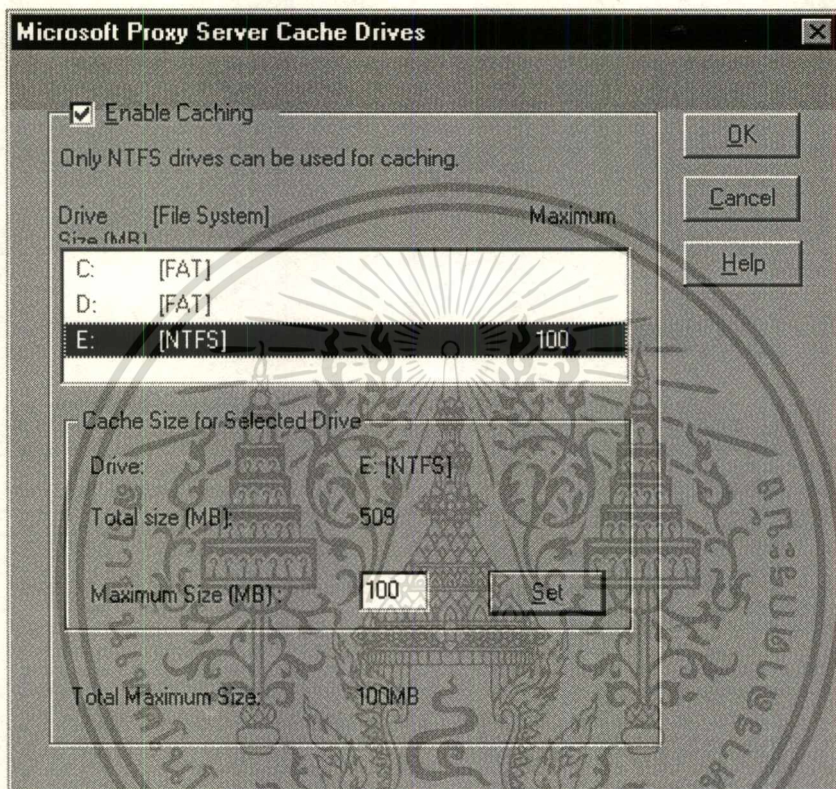 Microsoft Proxy Server Cache Drives
Enable Caching
OK
Only NTFS drives can be used for caching.
Cancel
Drive [File System] Maximum
Size (MB)
Help
C: [FAT]
D: [FAT]
E: [NTFS] 100
Cache Size for Selected Drive
Drive: E: [NTFS]
Total size (MB): 509
Maximum Size (MB) : 100 Set
Total Maximum Size: 100MB